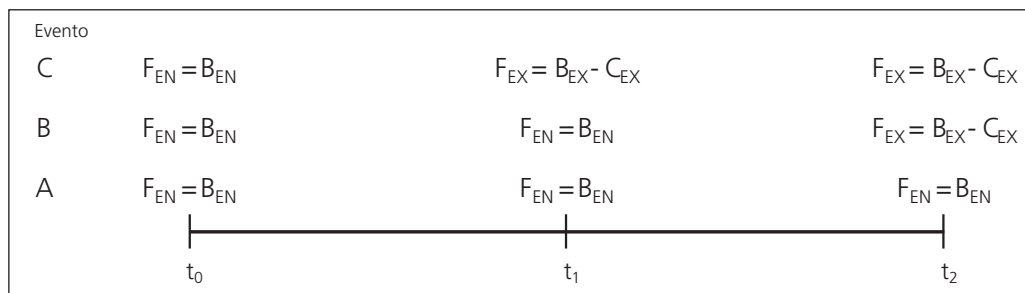 Evento
C F_EN = B_EN F_EX = B_EX - C_EX F_EX = B_EX - C_EX
B F_EN = B_EN F_EN = B_EN F_EX = B_EX - C_EX
A F_EN = B_EN F_EN = B_EN F_EN = B_EN
t_0 t_1 t_2